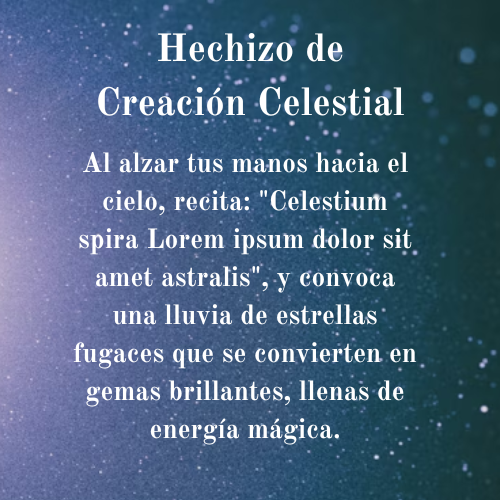 Hechizo de
Creación Celestial
Al alzar tus manos hacia el
cielo, recita: "Celestium
spira Lorem ipsum dolor sit
amet astralis", y convoca
una lluvia de estrellas
fugaces que se convierten en
gemas brillantes, llenas de
energía mágica.